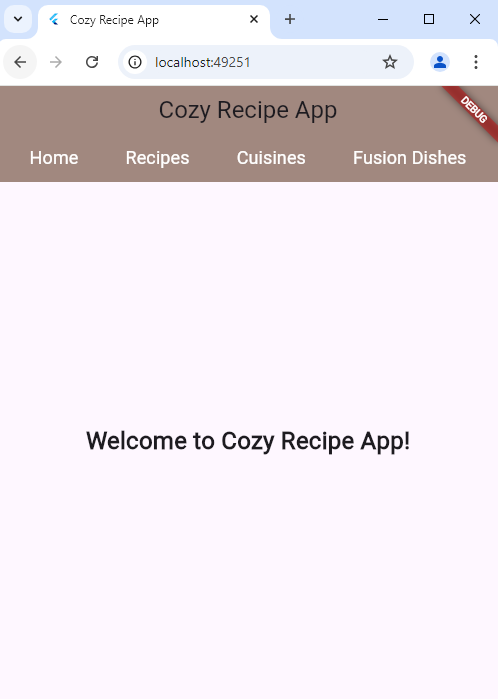 Cozy Recipe App
localhost:49251
Cozy Recipe App
DEBUG
Home Recipes Cuisines Fusion Dishes
Welcome to Cozy Recipe App!